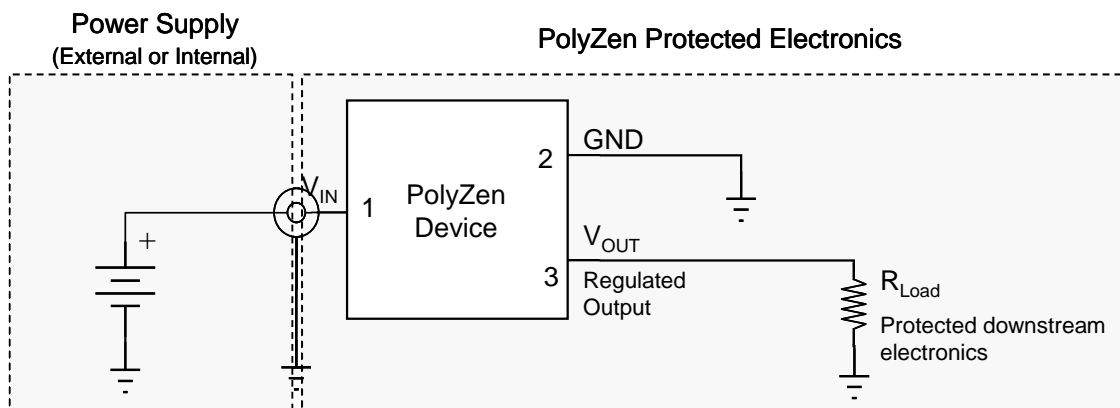 Power Supply
(External or Internal)
PolyZen Protected Electronics
GND
2
V_IN
1
PolyZen
Device
+
V_OUT
3
Regulated
Output
R_Load
Protected downstream
electronics